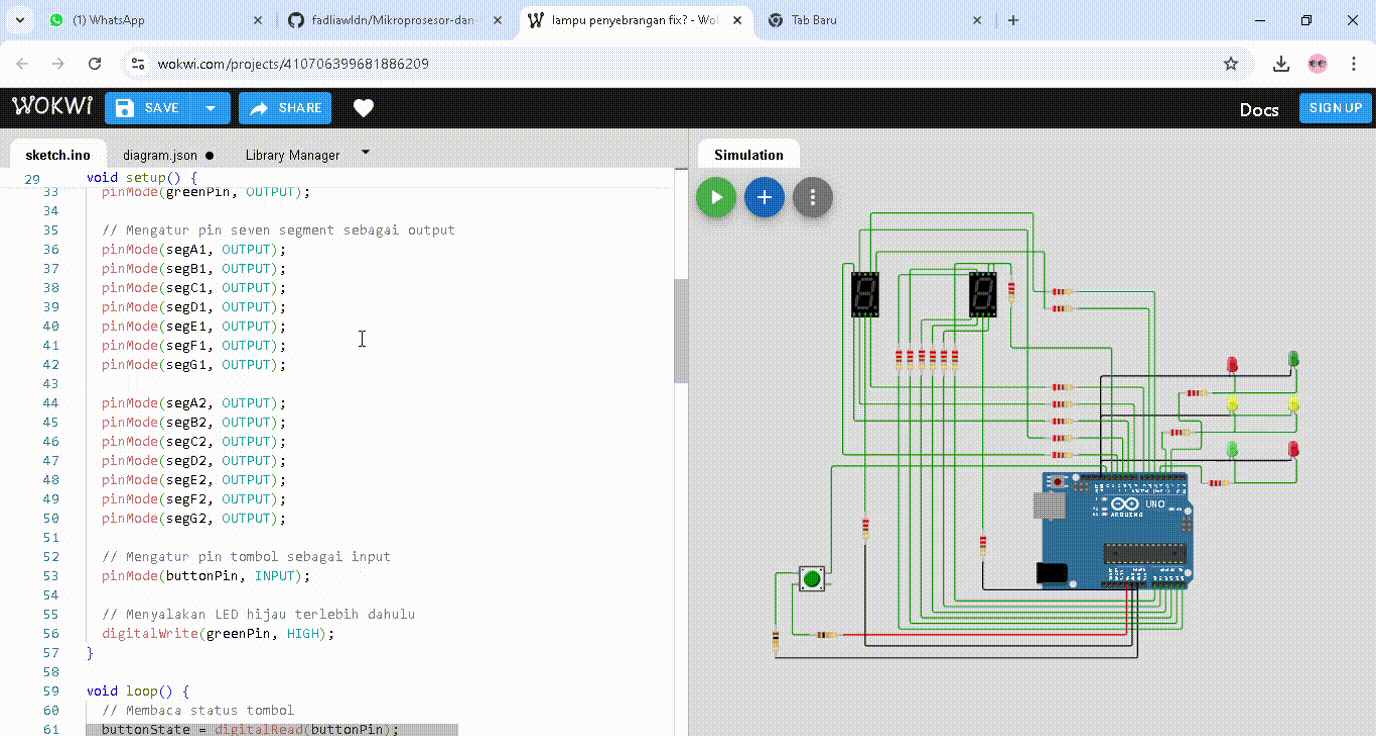 (1) WhatsApp
fadliawldn/Mikroprosesor-dan-
lampu penyebrangan fix? - Wo
Tab Baru
wokwi.com/projects/410706399681886209
WOKWI
SAVE
SHARE
Docs
SIGN UP
sketch.ino
diagram.json
Library Manager
Simulation
29 void setup() {
33 pinMode(greenPin, OUTPUT);
34
35 // Mengatur pin seven segment sebagai output
36 pinMode(segA1, OUTPUT);
37 pinMode(segB1, OUTPUT);
38 pinMode(segC1, OUTPUT);
39 pinMode(segD1, OUTPUT);
40 pinMode(segE1, OUTPUT);
41 pinMode(segF1, OUTPUT);
42 pinMode(segG1, OUTPUT);
43
44 pinMode(segA2, OUTPUT);
45 pinMode(segB2, OUTPUT);
46 pinMode(segC2, OUTPUT);
47 pinMode(segD2, OUTPUT);
48 pinMode(segE2, OUTPUT);
49 pinMode(segF2, OUTPUT);
50 pinMode(segG2, OUTPUT);
51
52 // Mengatur pin tombol sebagai input
53 pinMode(buttonPin, INPUT);
54
55 // Menyalakan LED hijau terlebih dahulu
56 digitalWrite(greenPin, HIGH);
57 }
58
59 void loop() {
60 // Membaca status tombol
61 buttonState = digitalRead(buttonPin);
UNO
ARDUINO